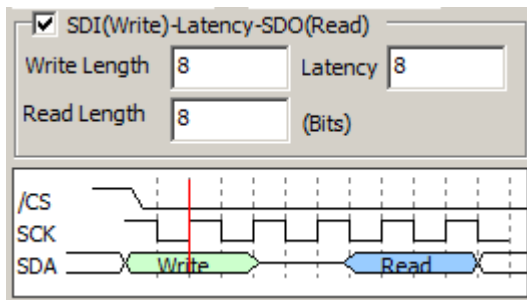 SDI(Write)-Latency-SDO(Read)
Write Length 8 Latency 8
Read Length 8 (Bits)
/CS
SCK
SDA Write Read